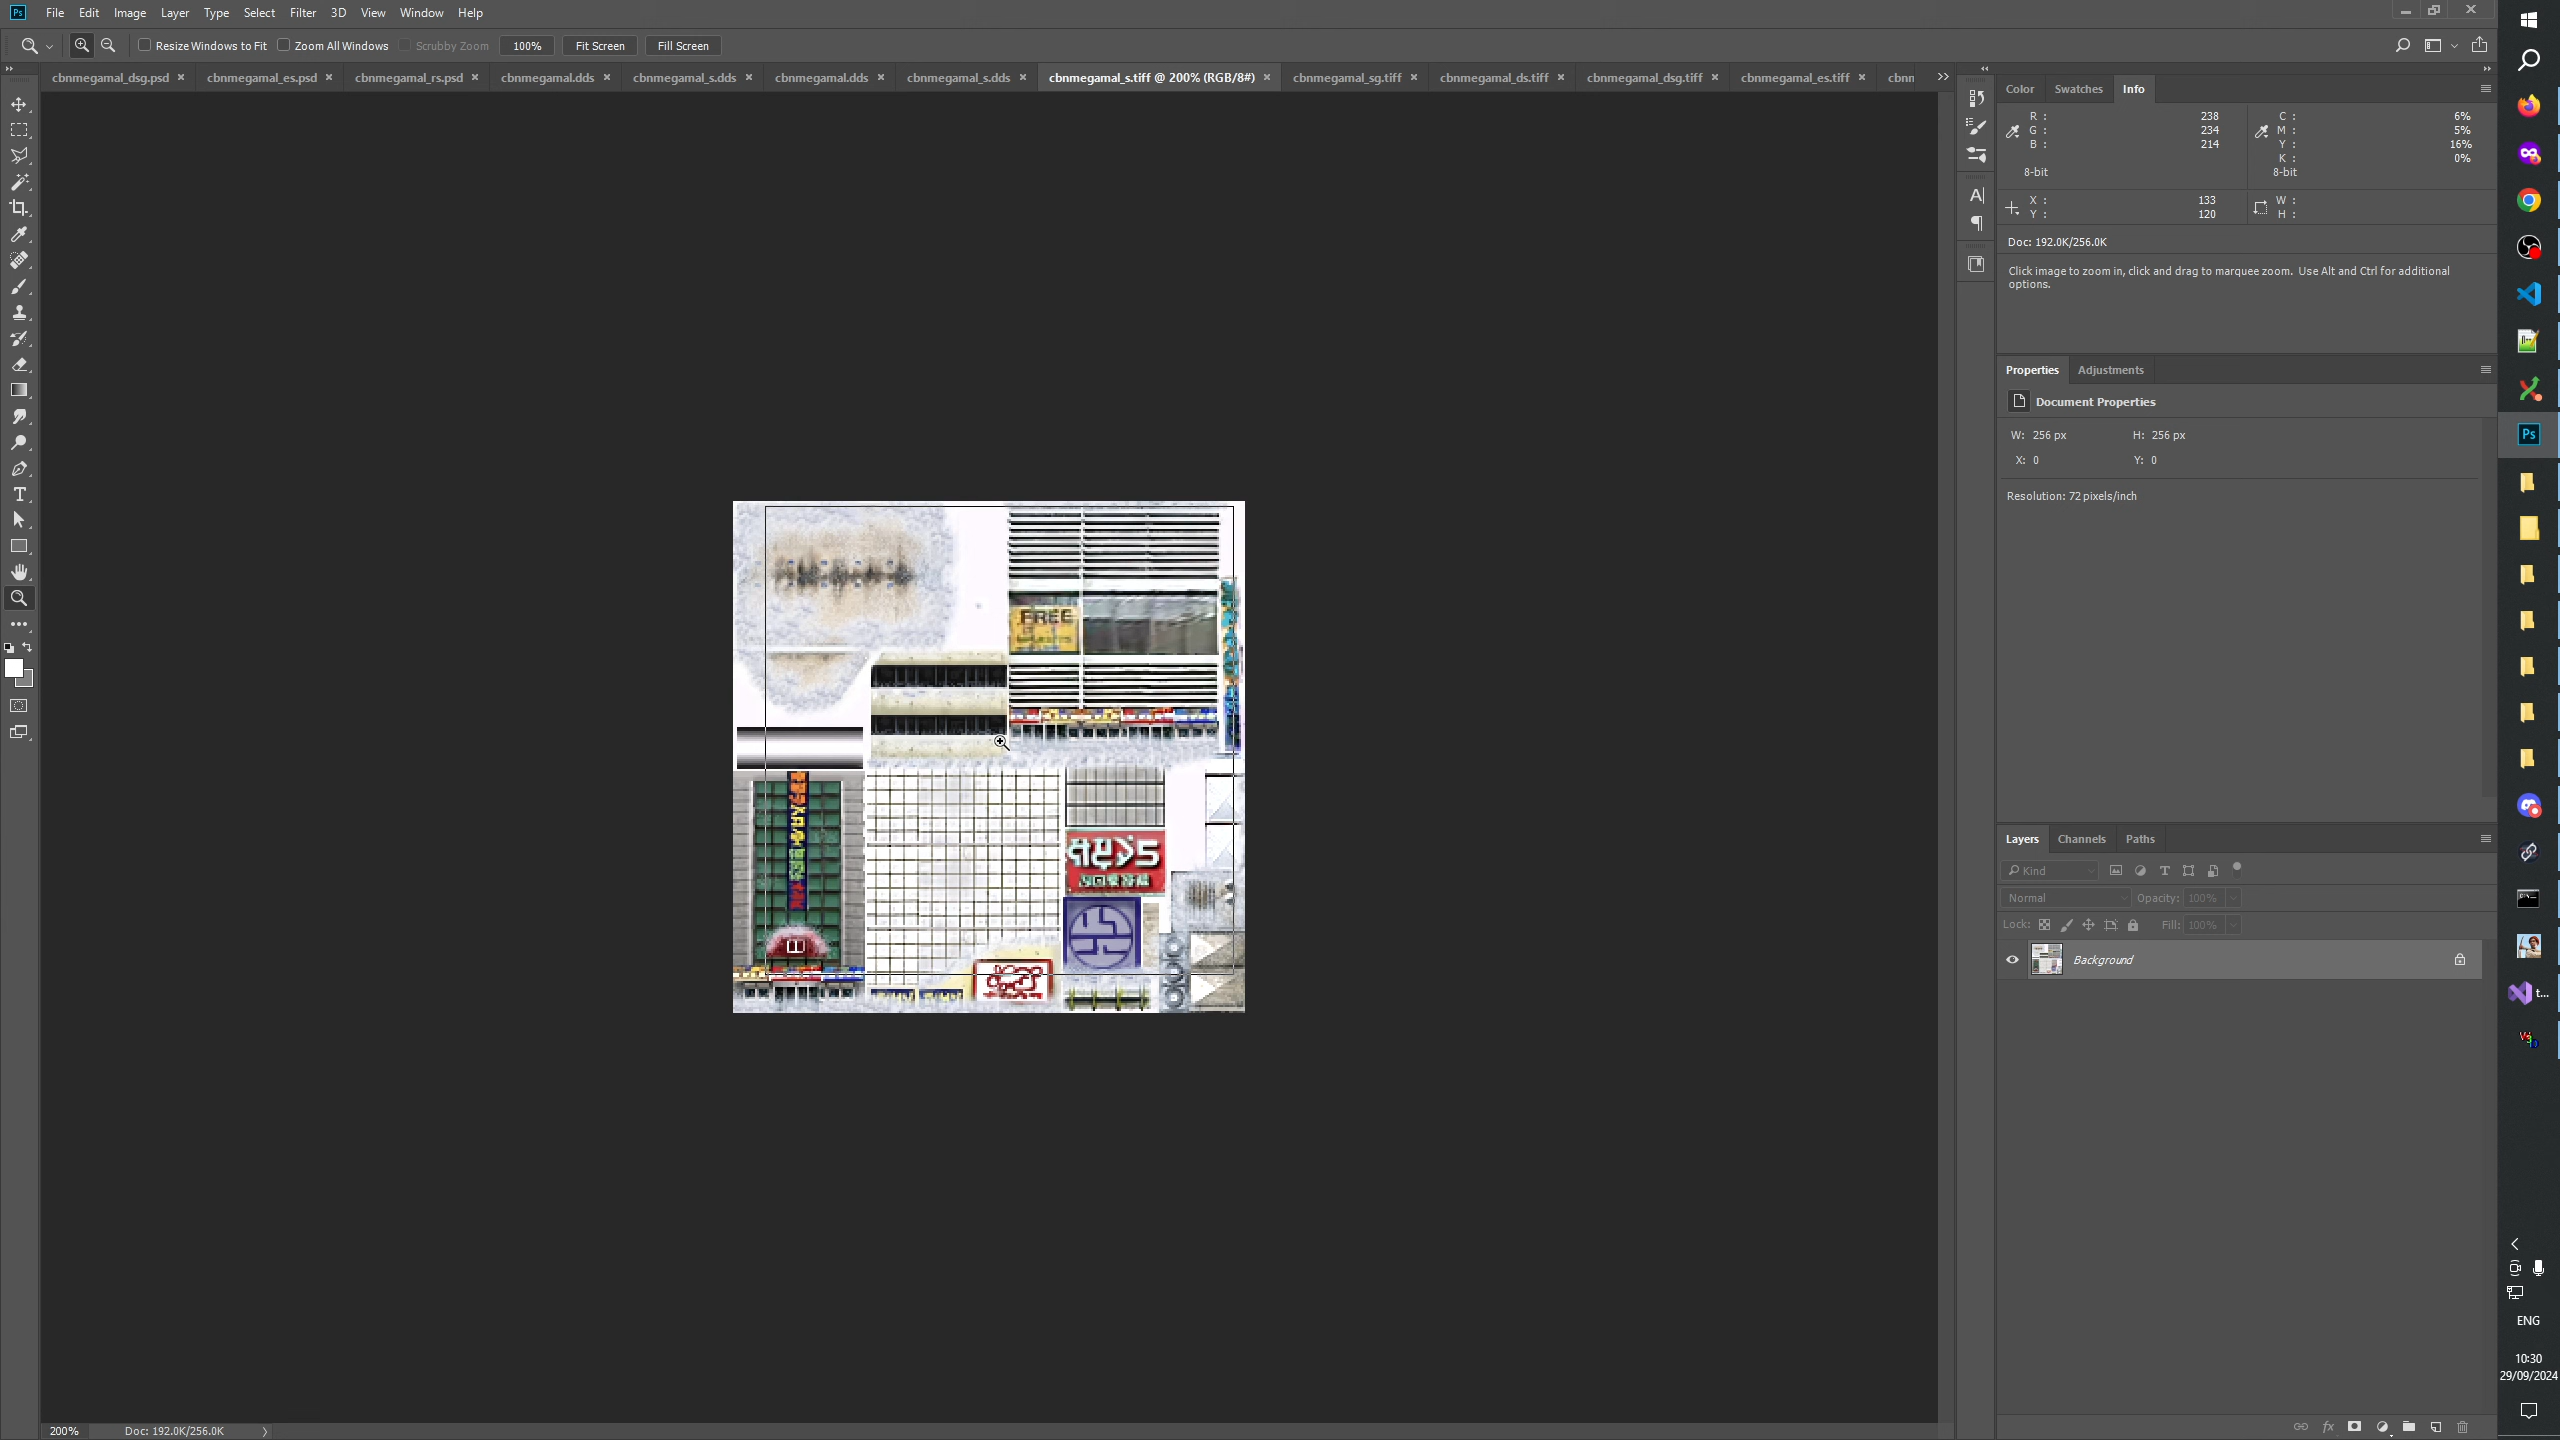 File Edit Image Layer Type Select Filter 3D View Window Help
Resize Windows to Fit Zoom All Windows Scrubby Zoom 100% Fit Screen Fill Screen
cbnmegamal_dsg.psd cbnmegamal_es.psd cbnmegamal_rs.psd cbnmegamal.dds cbnmegamal_s.dds cbnmegamal.dds cbnmegamal_s.dds cbnmegamal_s.tiff @ 200% (RGB/8#) cbnmegamal_sg.tiff cbnmegamal_ds.tiff cbnmegamal_dsg.tiff cbnmegamal_es.tiff cbnn
Color Swatches Info
R : 238 C : 6%
G : 234 M : 5%
B : 214 Y : 16%
K : 0%
8-bit 8-bit
X : 133 W :
Y : 120 H :
Doc: 192.0K/256.0K
Click image to zoom in, click and drag to marquee zoom. Use Alt and Ctrl for additional
options.
Properties Adjustments
Document Properties
W: 256 px H: 256 px
X: 0 Y: 0
Resolution: 72 pixels/inch
FREE
Layers Channels Paths
Kind
Normal Opacity: 100%
Lock: Fill: 100%
Background
t...
ENG
10:30
29/09/2024
200% Doc: 192.0K/256.0K